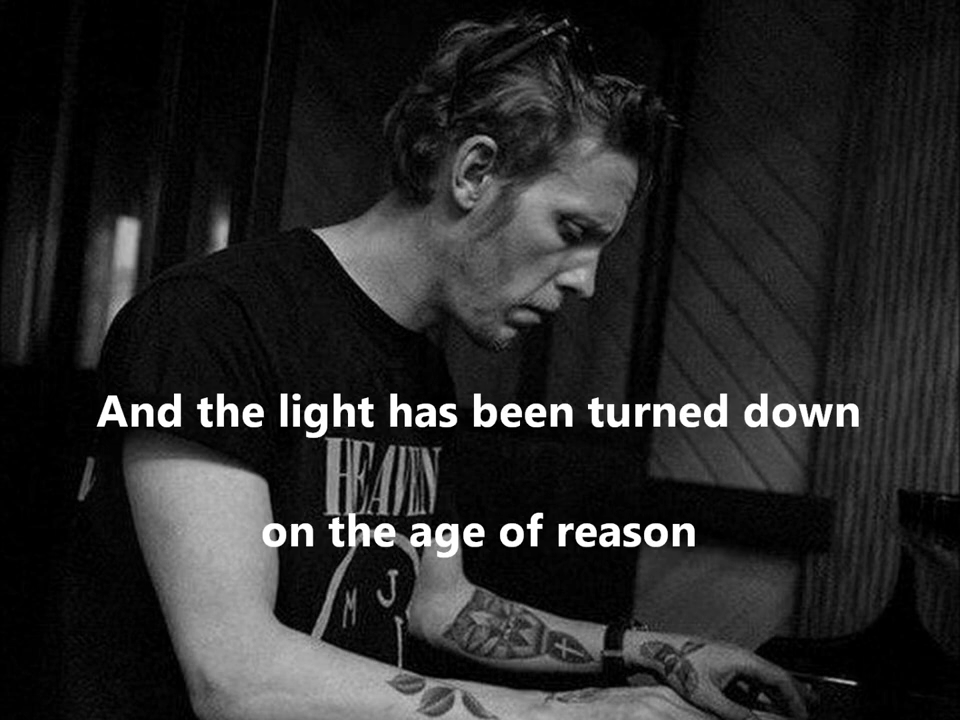 And the light has been turned down
HEAVEN
on the age of reason
M J